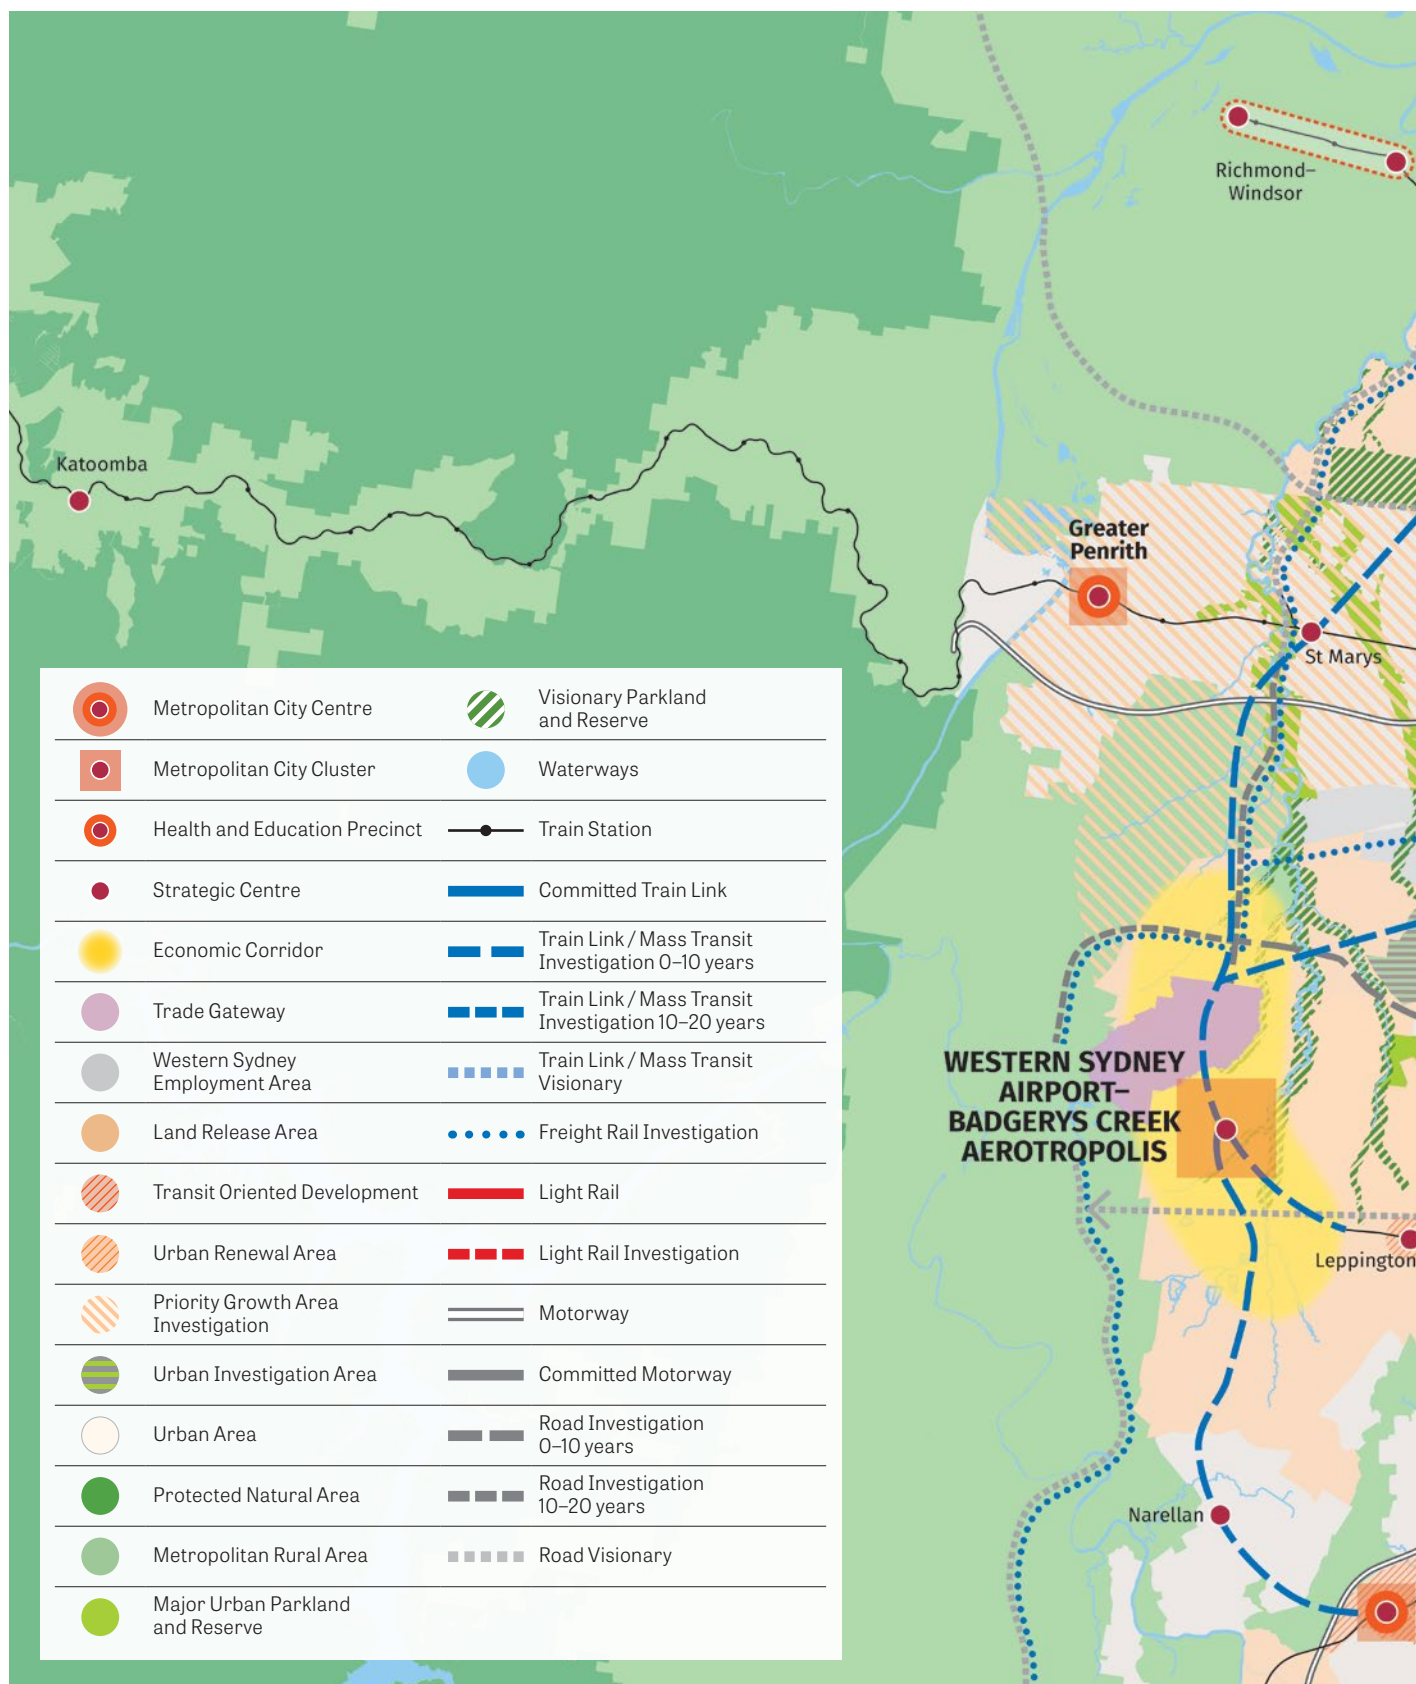 Richmond–
Windsor
Katoomba
Greater
Penrith
St Marys
WESTERN SYDNEY
AIRPORT–
BADGERYS CREEK
AEROTROPOLIS
Leppington
Narellan
Metropolitan City Centre
Metropolitan City Cluster
Health and Education Precinct
Strategic Centre
Economic Corridor
Trade Gateway
Western Sydney
Employment Area
Land Release Area
Transit Oriented Development
Urban Renewal Area
Priority Growth Area
Investigation
Urban Investigation Area
Urban Area
Protected Natural Area
Metropolitan Rural Area
Major Urban Parkland
and Reserve
Visionary Parkland
and Reserve
Waterways
Train Station
Committed Train Link
Train Link / Mass Transit
Investigation 0–10 years
Train Link / Mass Transit
Investigation 10–20 years
Train Link / Mass Transit
Visionary
Freight Rail Investigation
Light Rail
Light Rail Investigation
Motorway
Committed Motorway
Road Investigation
0–10 years
Road Investigation
10–20 years
Road Visionary